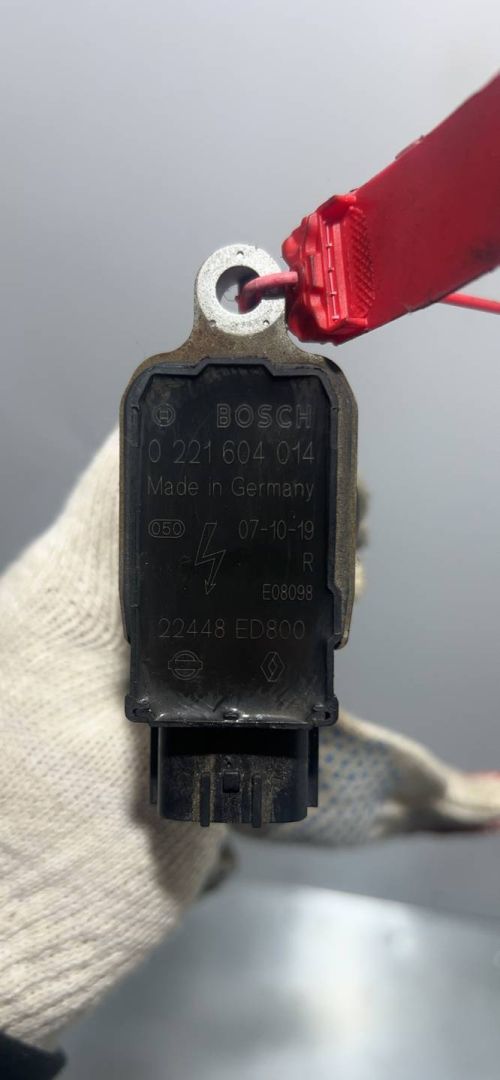 BOSCH
0 221 604 014
Made in Germany
050 07-10-19
R
E08098
22448 ED800